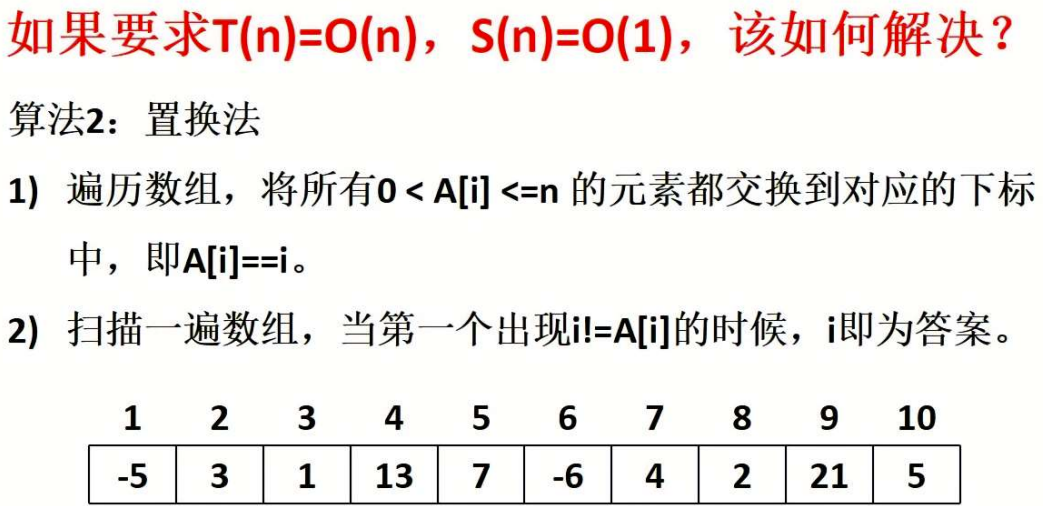 如果要求T(n)=O(n)，S(n)=O(1)，该如何解决？
算法2：置换法
1) 遍历数组，将所有0 < A[i] <=n 的元素都交换到对应的下标
中，即A[i]==i。
2) 扫描一遍数组，当第一个出现i!=A[i]的时候，i即为答案。
1 2 3 4 5 6 7 8 9 10
-5 3 1 13 7 -6 4 2 21 5